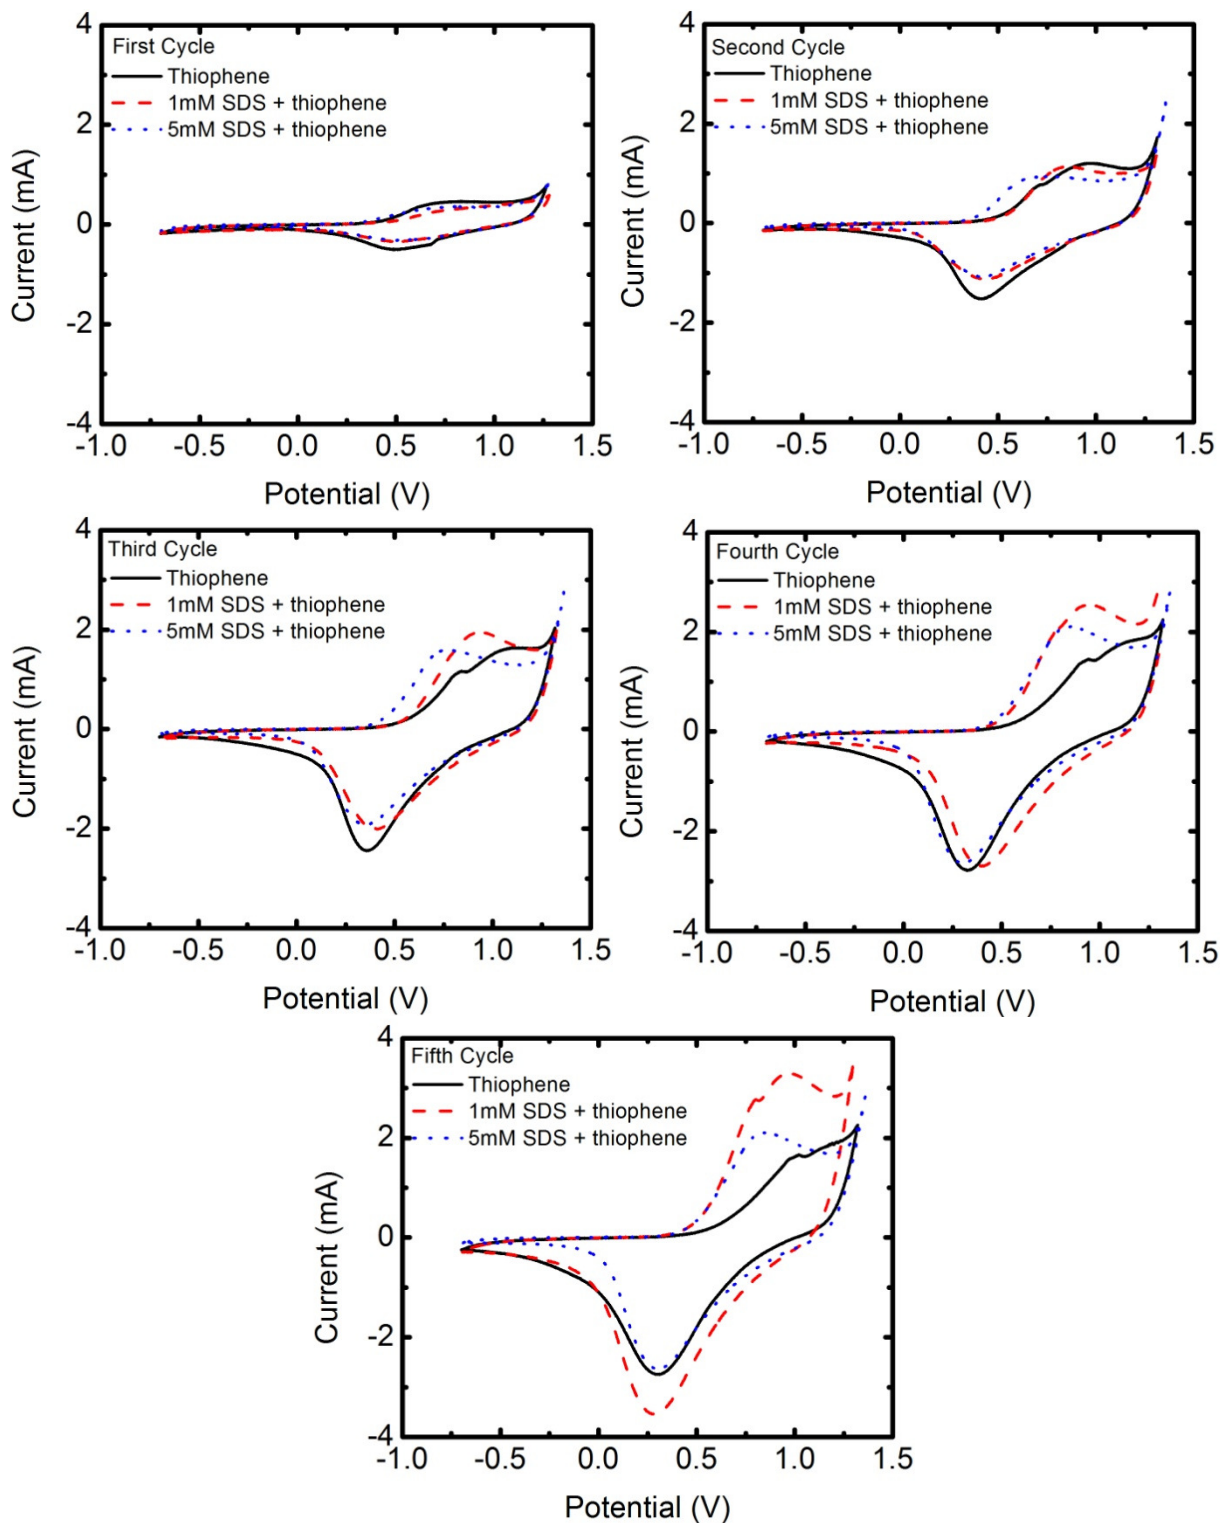 First Cycle
Thiophene
1mM SDS + thiophene
5mM SDS + thiophene
4
2
0
-2
-4
-1.0 -0.5 0.0 0.5 1.0 1.5
Current (mA)
Potential (V)
Second Cycle
Thiophene
1mM SDS + thiophene
5mM SDS + thiophene
4
2
0
-2
-4
-1.0 -0.5 0.0 0.5 1.0 1.5
Current (mA)
Potential (V)
Third Cycle
Thiophene
1mM SDS + thiophene
5mM SDS + thiophene
4
2
0
-2
-4
-1.0 -0.5 0.0 0.5 1.0 1.5
Current (mA)
Potential (V)
Fourth Cycle
Thiophene
1mM SDS + thiophene
5mM SDS + thiophene
4
2
0
-2
-4
-1.0 -0.5 0.0 0.5 1.0 1.5
Current (mA)
Potential (V)
Fifth Cycle
Thiophene
1mM SDS + thiophene
5mM SDS + thiophene
4
2
0
-2
-4
-1.0 -0.5 0.0 0.5 1.0 1.5
Current (mA)
Potential (V)